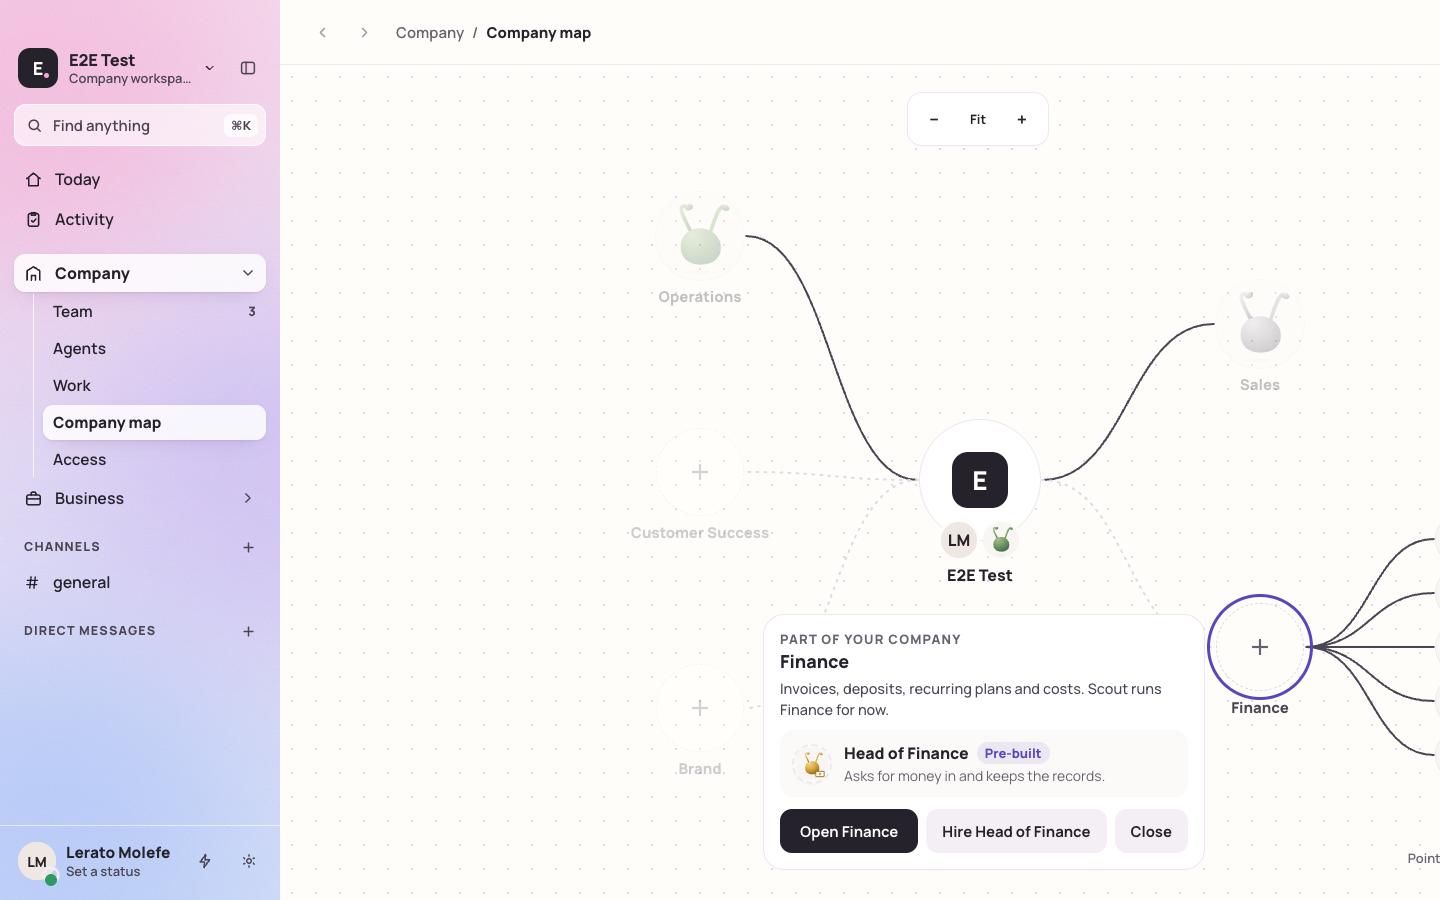 E2E Test
Company workspa...
Find anything
⌘K
Today
Activity
Company
Team
3
Agents
Work
Company map
Access
Business
CHANNELS
# general
DIRECT MESSAGES
LM
Lerato Molefe
Set a status
Company / Company map
− Fit +
Operations
Sales
Customer Success
E
LM
E2E Test
Finance
Brand
PART OF YOUR COMPANY
Finance
Invoices, deposits, recurring plans and costs. Scout runs
Finance for now.
Head of Finance
Pre-built
Asks for money in and keeps the records.
Open Finance
Hire Head of Finance
Close
Point